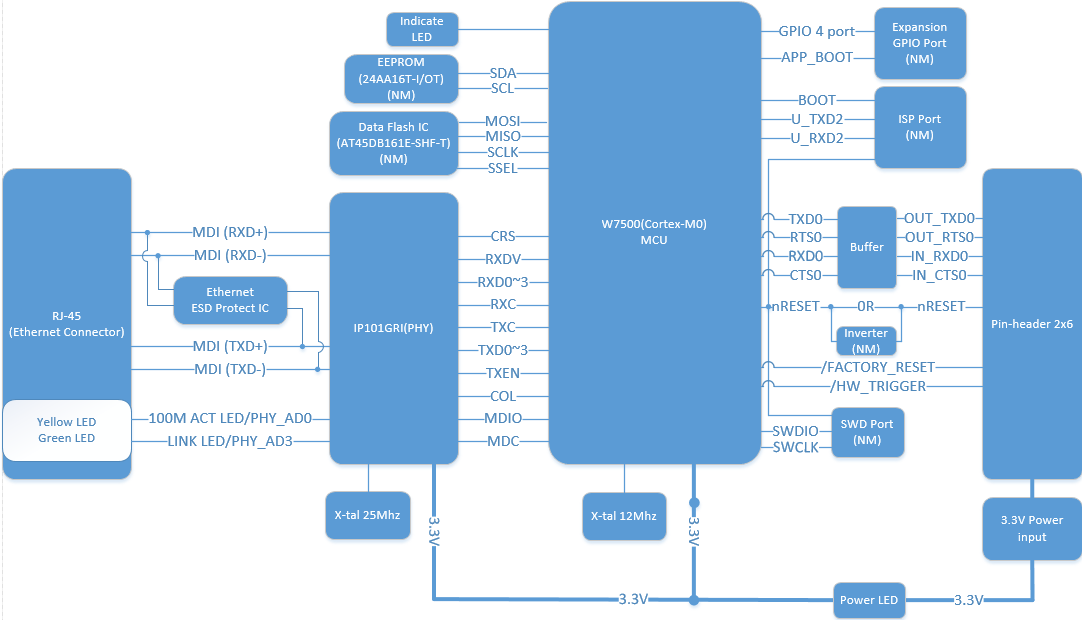 Indicate
LED
EEPROM
(24AA16T-I/OT)
(NM)
SDA
SCL
Data Flash IC
(AT45DB161E-SHF-T)
(NM)
MOSI
MISO
SCLK
SSEL
W7500(Cortex-M0)
MCU
GPIO 4 port
APP_BOOT
Expansion
GPIO Port
(NM)
BOOT
U_TXD2
U_RXD2
ISP Port
(NM)
RJ-45
(Ethernet Connector)
Yellow LED
Green LED
MDI (RXD+)
MDI (RXD-)
Ethernet
ESD Protect IC
MDI (TXD+)
MDI (TXD-)
100M ACT LED/PHY_AD0
LINK LED/PHY_AD3
IP101GRI(PHY)
CRS
RXDV
RXD0~3
RXC
TXC
TXD0~3
TXEN
COL
MDIO
MDC
TXD0
RTS0
RXD0
CTS0
Buffer
OUT_TXD0
OUT_RTS0
IN_RXD0
IN_CTS0
nRESET
0R
nRESET
Inverter
(NM)
/FACTORY_RESET
/HW_TRIGGER
SWDIO
SWCLK
SWD Port
(NM)
Pin-header 2x6
X-tal 25Mhz
3.3V
X-tal 12Mhz
3.3V
3.3V Power
input
3.3V
Power LED
3.3V